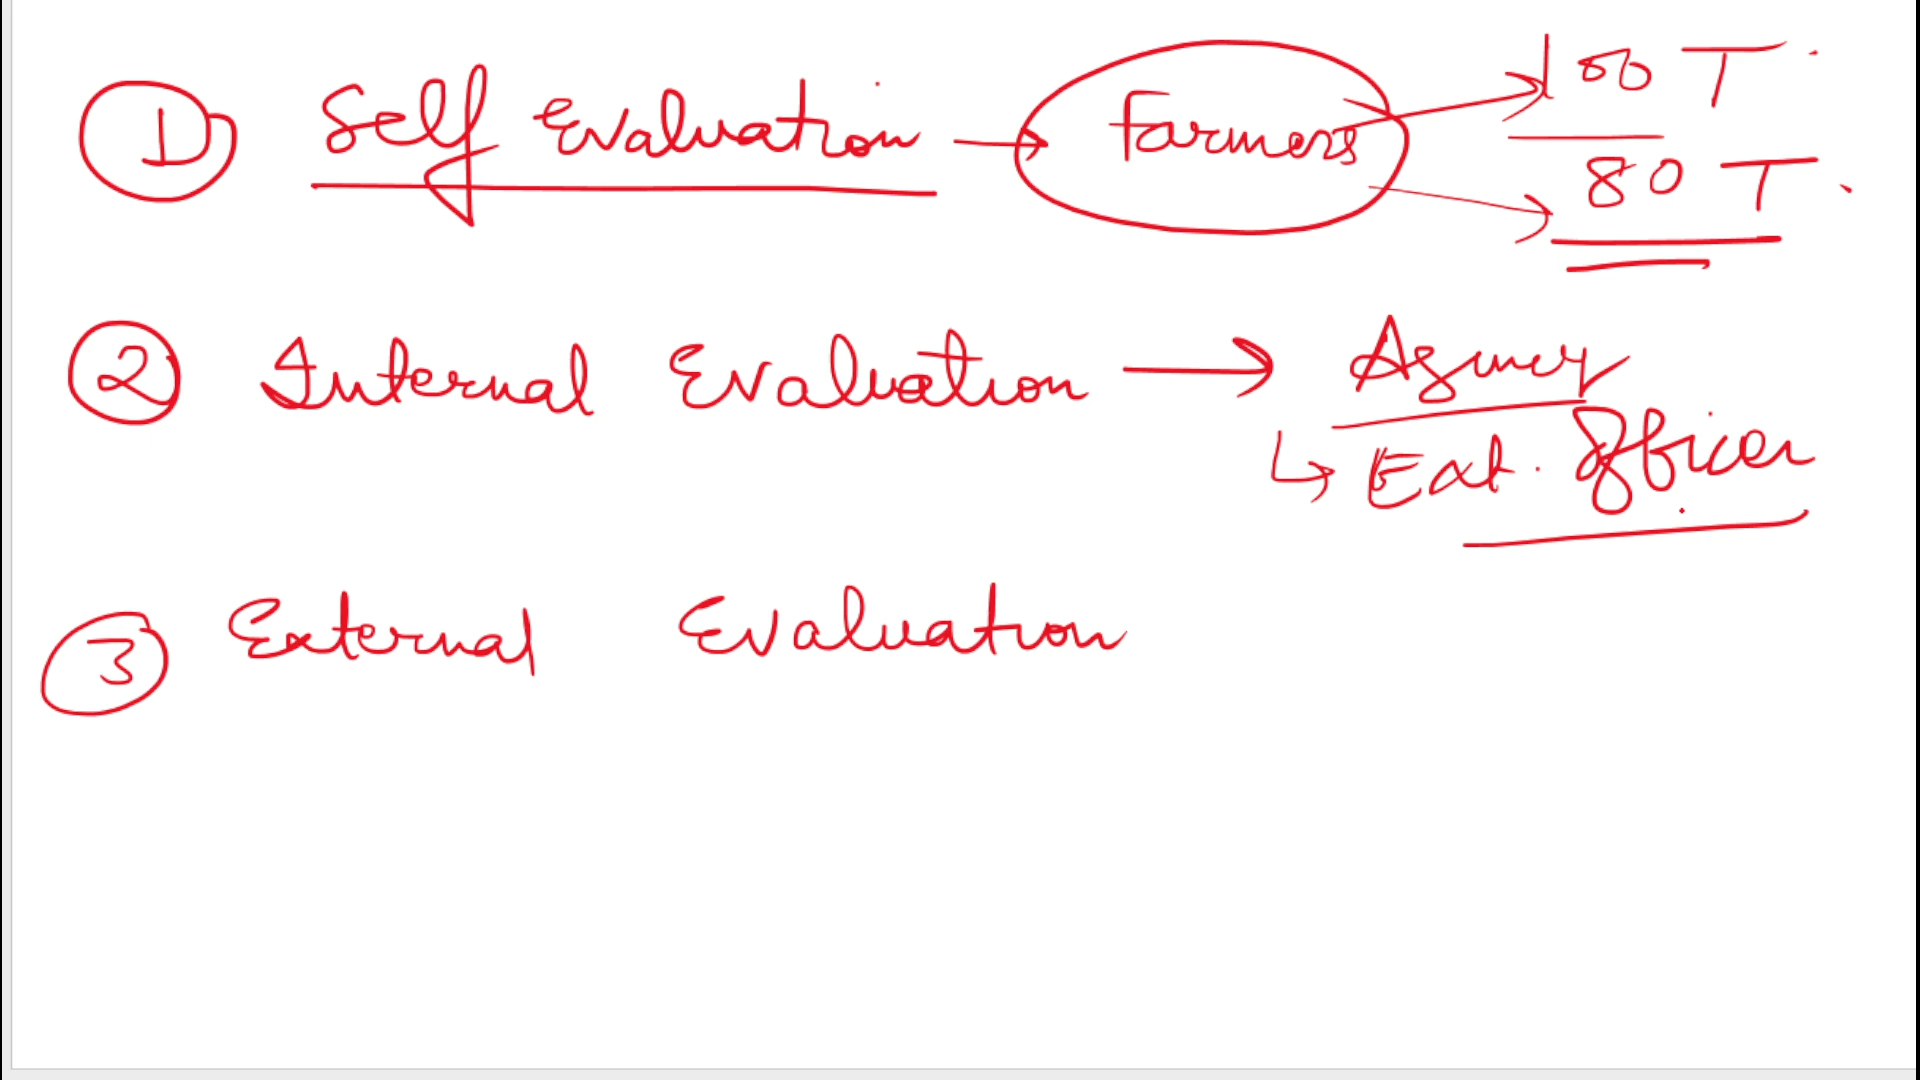 1 Self Evaluation → Farmers → 100 T.
→ 80 T.
2 Internal Evaluation → Agency
↳ Ext. Officer
3 External Evaluation